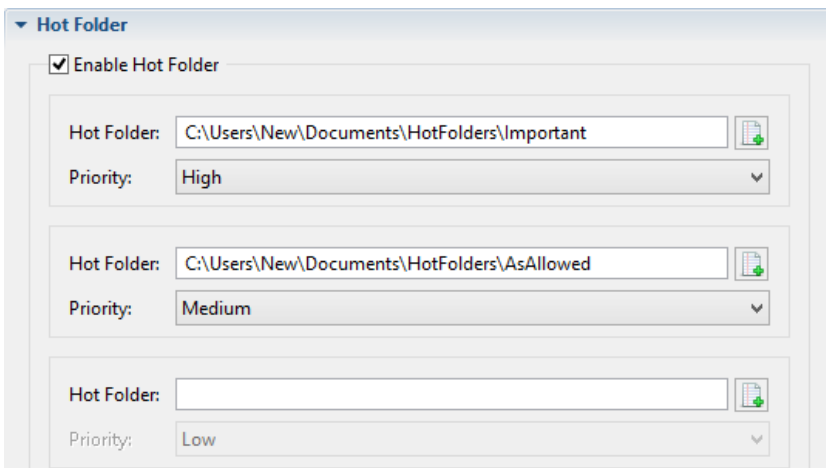 Hot Folder
Enable Hot Folder
Hot Folder: C:\Users\New\Documents\HotFolders\Important
Priority: High
Hot Folder: C:\Users\New\Documents\HotFolders\AsAllowed
Priority: Medium
Hot Folder:
Priority: Low